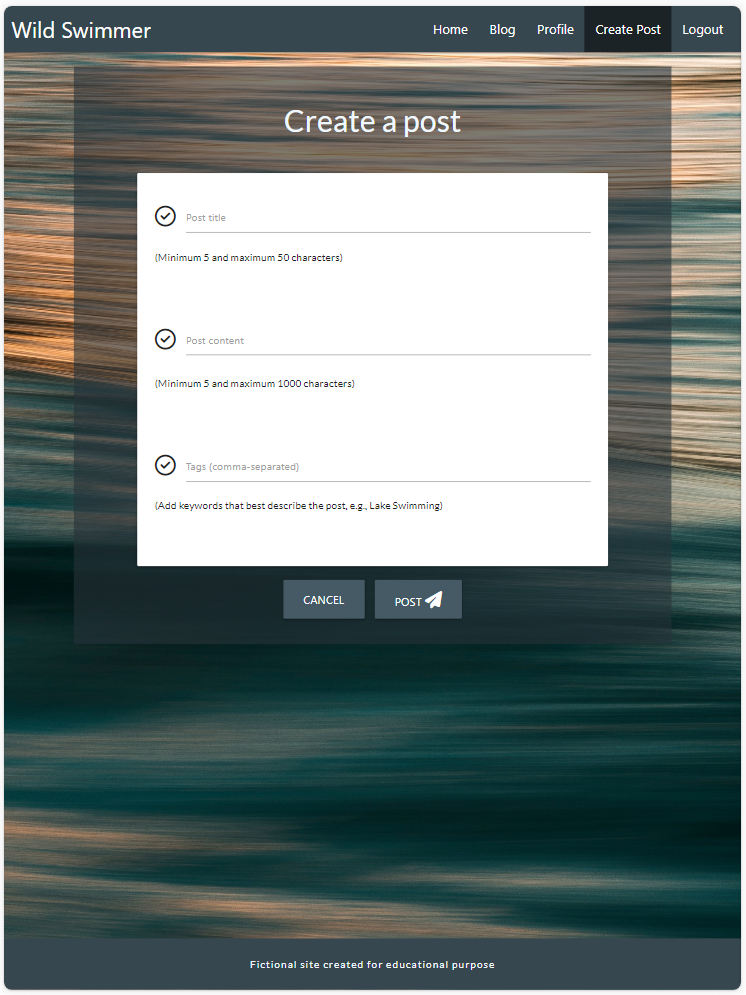 Wild Swimmer
Home Blog Profile Create Post Logout
Create a post
Post title
(Minimum 5 and maximum 50 characters)
Post content
(Minimum 5 and maximum 1000 characters)
Tags (comma-separated)
(Add keywords that best describe the post, e.g., Lake Swimming)
CANCEL POST
Fictional site created for educational purpose